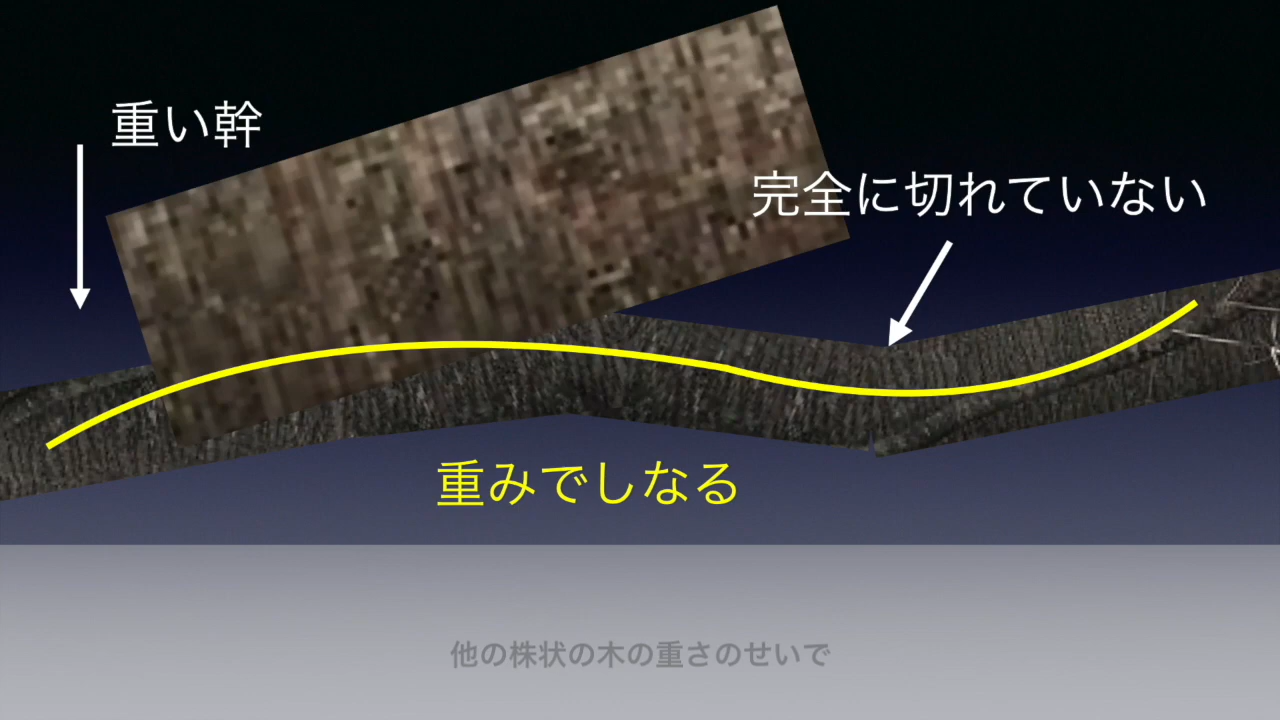 重い幹
完全に切れていない
重みでしなる
他の株状の木の重さのせいで